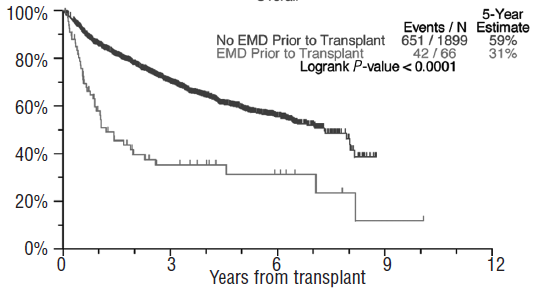 Overall
100%
80%
60%
40%
20%
0%
5-Year
Events / N Estimate
No EMD Prior to Transplant 651 / 1899 59%
EMD Prior to Transplant 42 / 66 31%
Logrank P-value < 0.0001
0 3 6 9 12
Years from transplant